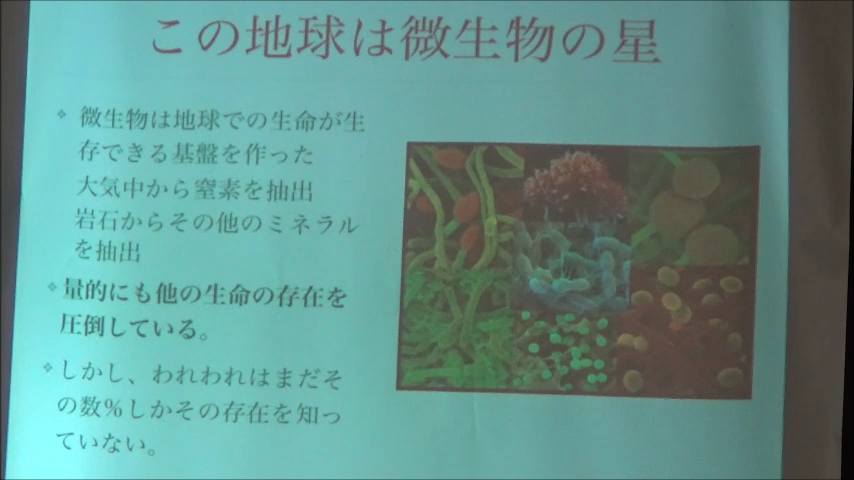 この地球は微生物の星
微生物は地球での生命が生
存できる基盤を作った
大気中から窒素を抽出
岩石からその他のミネラル
を抽出
量的にも他の生命の存在を
圧倒している。
しかし、われわれはまだそ
の数%しかその存在を知っ
ていない。